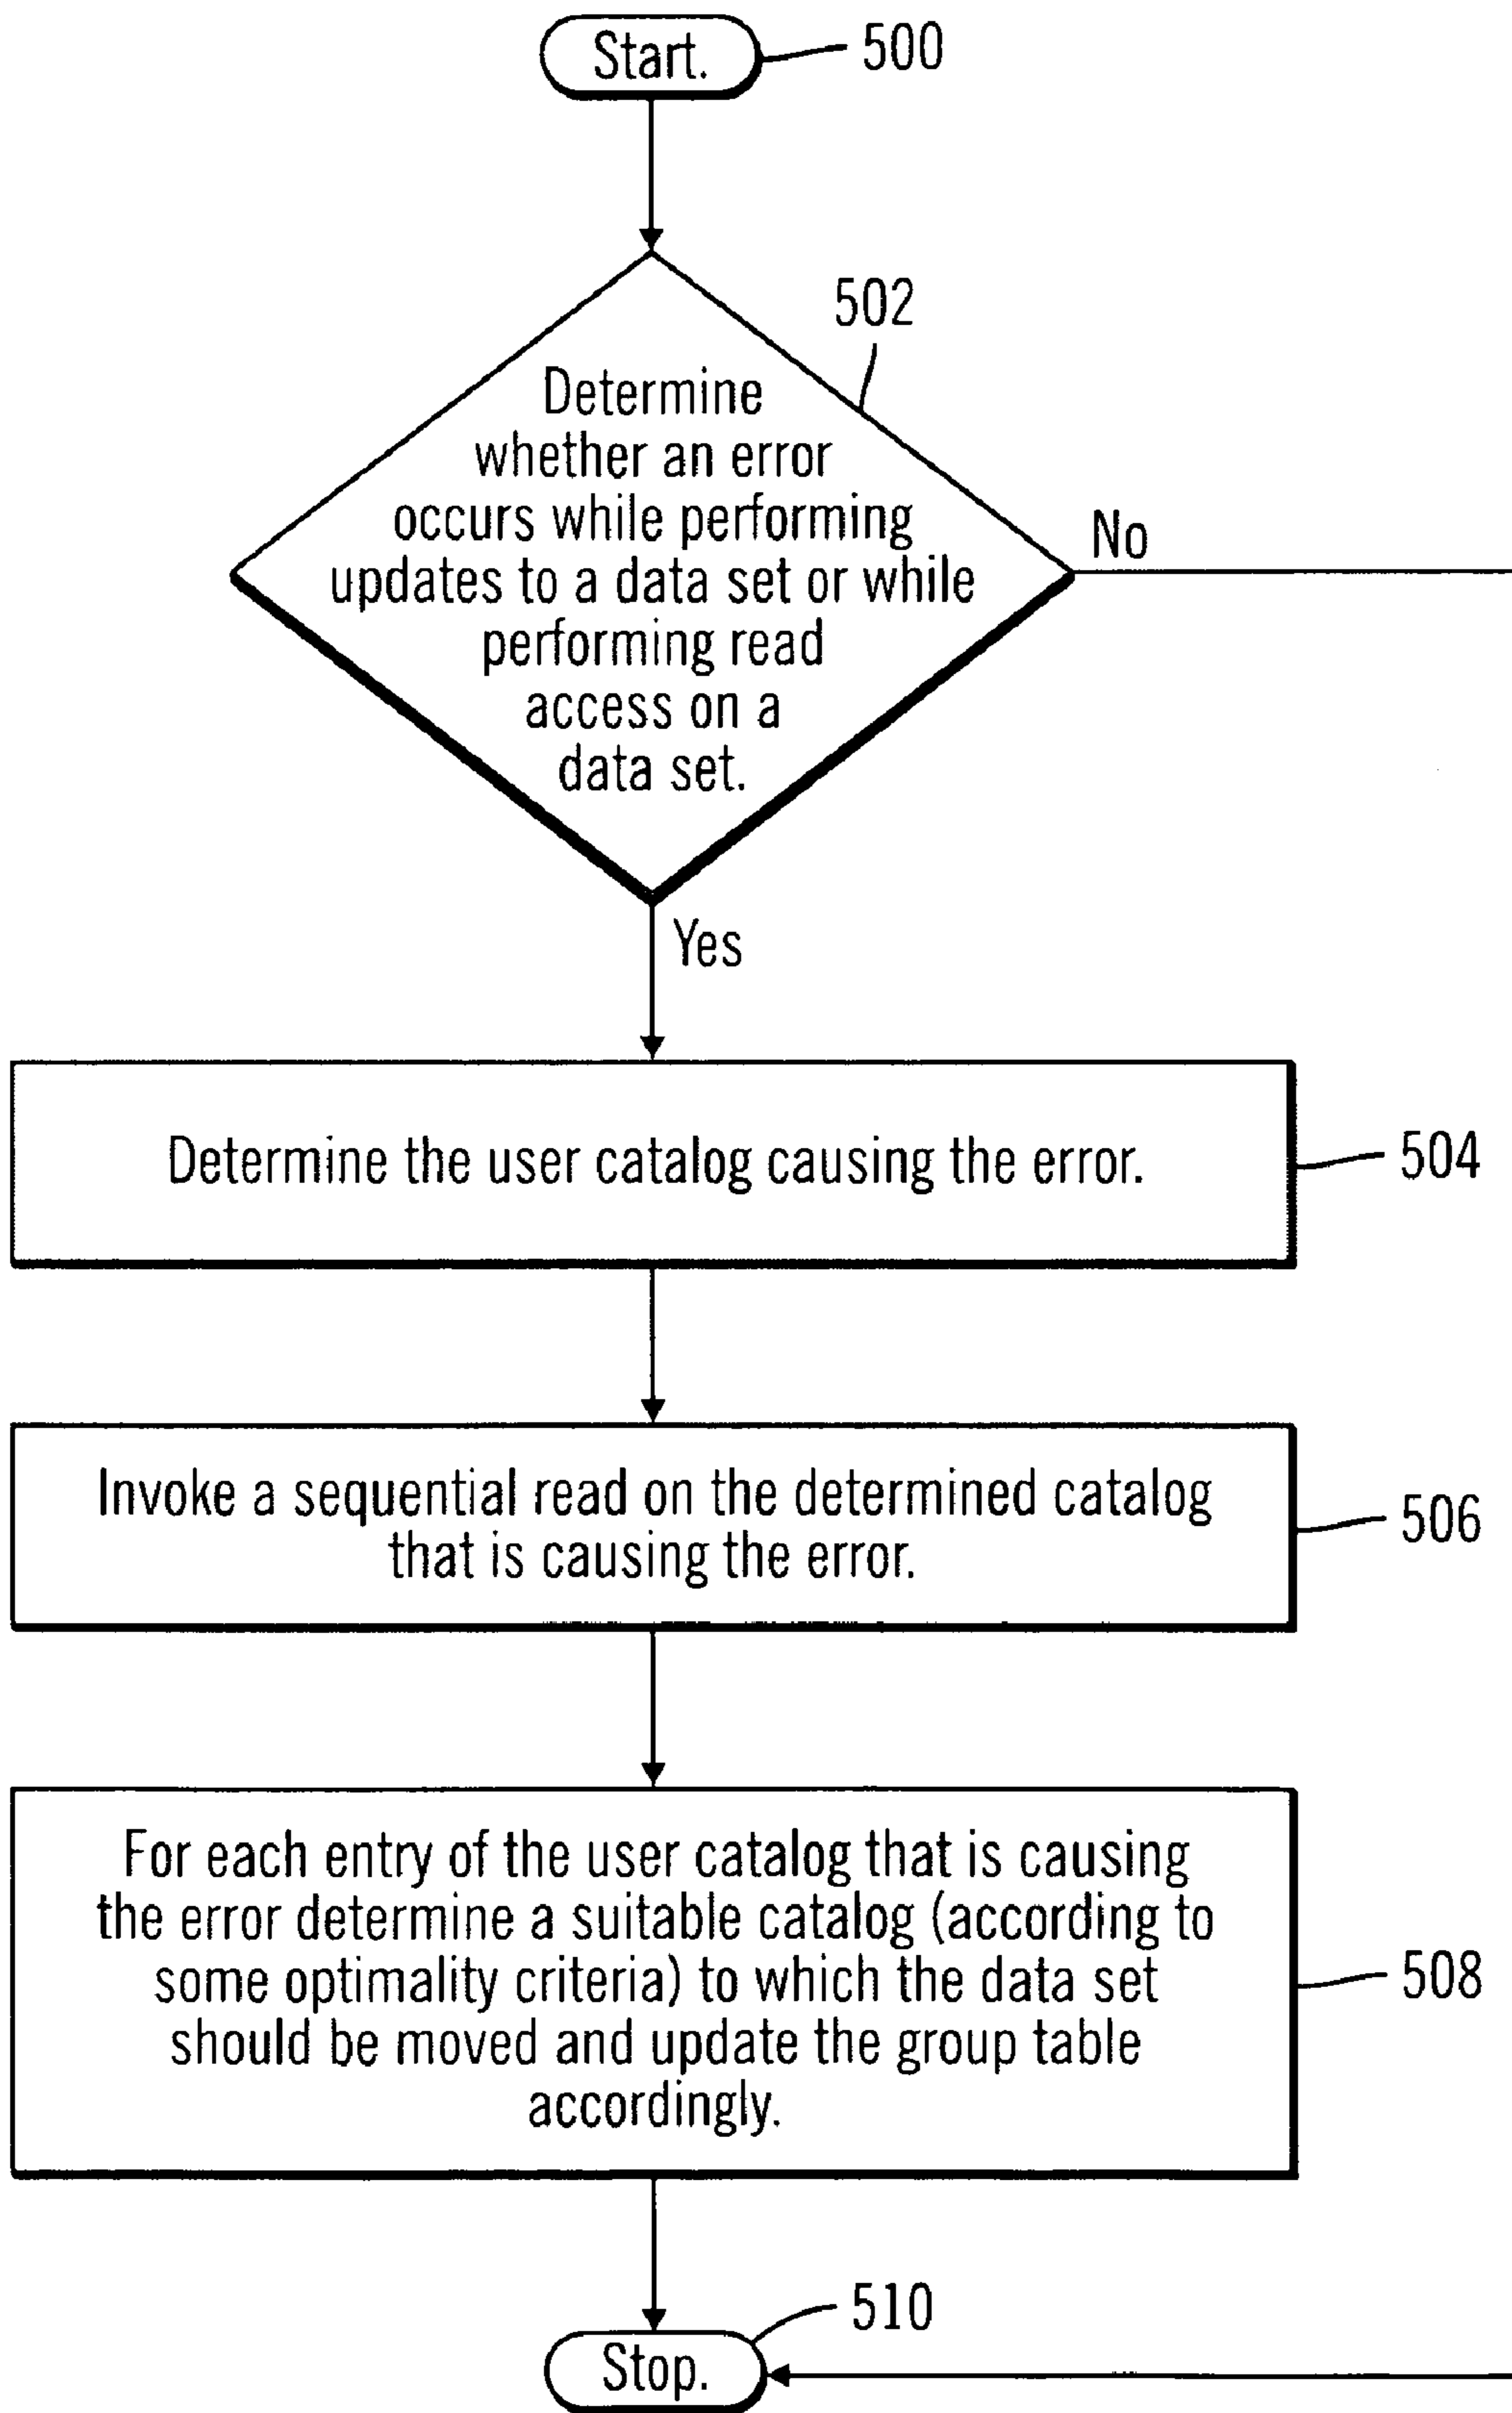 Start.
500
502
Determine
whether an error
occurs while performing
updates to a data set or while
performing read
access on a
data set.
No
Yes
Determine the user catalog causing the error.
504
Invoke a sequential read on the determined catalog
that is causing the error.
506
For each entry of the user catalog that is causing
the error determine a suitable catalog (according to
some optimality criteria) to which the data set
should be moved and update the group table
accordingly.
508
510
Stop.